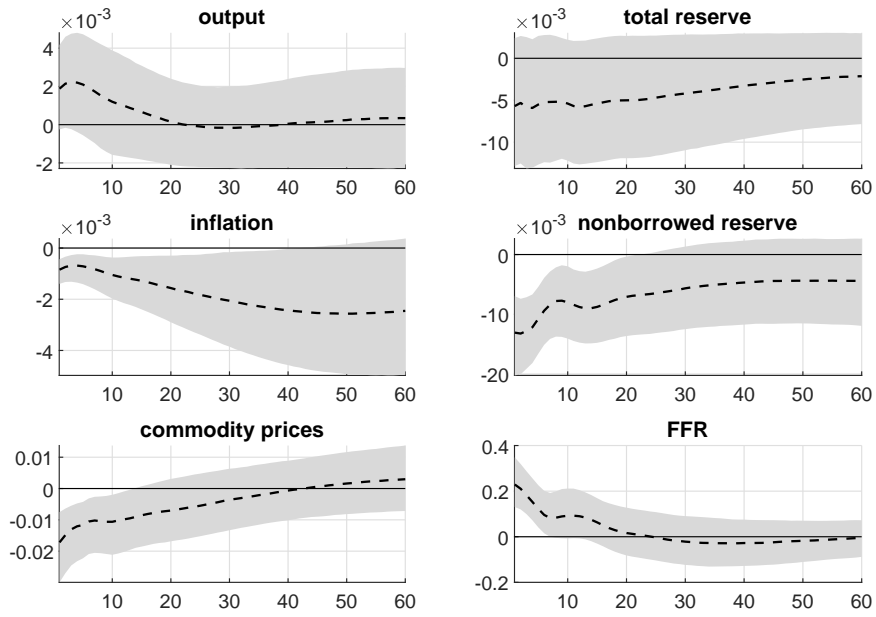 output
×10⁻³
4
2
0
-2
10 20 30 40 50 60
total reserve
×10⁻³
0
-5
-10
10 20 30 40 50 60
inflation
×10⁻³
0
-2
-4
10 20 30 40 50 60
nonborrowed reserve
×10⁻³
0
-10
-20
10 20 30 40 50 60
commodity prices
0.01
0
-0.01
-0.02
10 20 30 40 50 60
FFR
0.4
0.2
0
-0.2
10 20 30 40 50 60